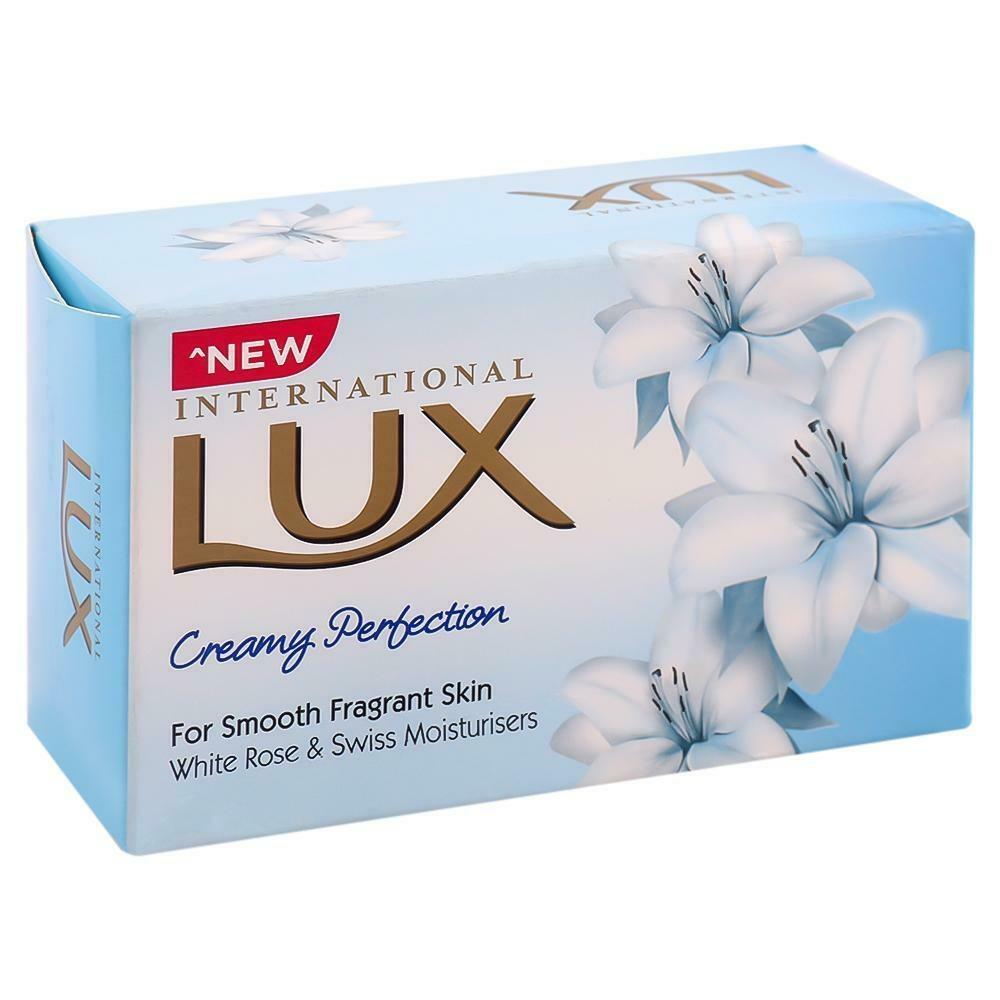 INTERNATIONAL
LUX
^NEW
INTERNATIONAL
LUX
Creamy Perfection
For Smooth Fragrant Skin
White Rose & Swiss Moisturisers
INTERNATIONAL
LUX